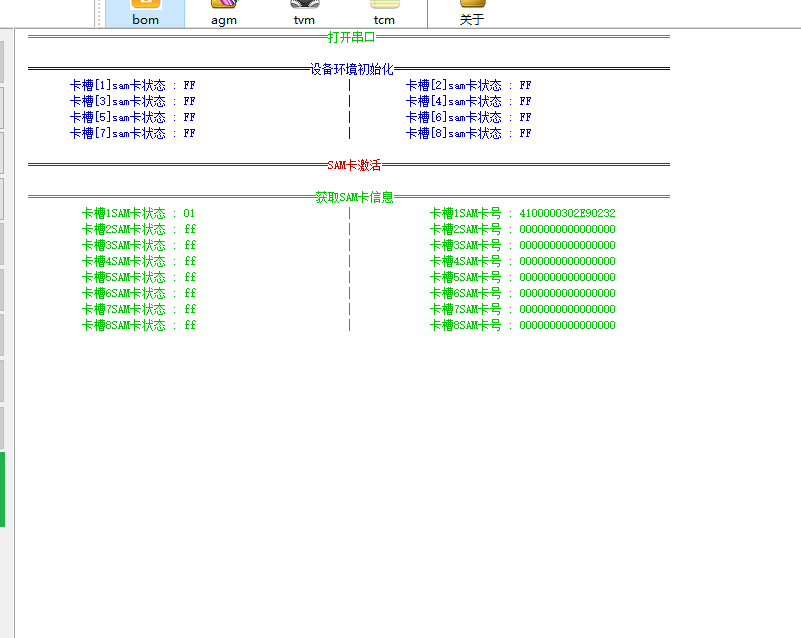 bom agm tvm tcm 关于
打开串口
设备环境初始化
卡槽[1]sam卡状态 : FF | 卡槽[2]sam卡状态 : FF
卡槽[3]sam卡状态 : FF | 卡槽[4]sam卡状态 : FF
卡槽[5]sam卡状态 : FF | 卡槽[6]sam卡状态 : FF
卡槽[7]sam卡状态 : FF | 卡槽[8]sam卡状态 : FF
SAM卡激活
获取SAM卡信息
卡槽1SAM卡状态 : 01 | 卡槽1SAM卡号 : 4100000302E90232
卡槽2SAM卡状态 : ff | 卡槽2SAM卡号 : 0000000000000000
卡槽3SAM卡状态 : ff | 卡槽3SAM卡号 : 0000000000000000
卡槽4SAM卡状态 : ff | 卡槽4SAM卡号 : 0000000000000000
卡槽5SAM卡状态 : ff | 卡槽5SAM卡号 : 0000000000000000
卡槽6SAM卡状态 : ff | 卡槽6SAM卡号 : 0000000000000000
卡槽7SAM卡状态 : ff | 卡槽7SAM卡号 : 0000000000000000
卡槽8SAM卡状态 : ff | 卡槽8SAM卡号 : 0000000000000000